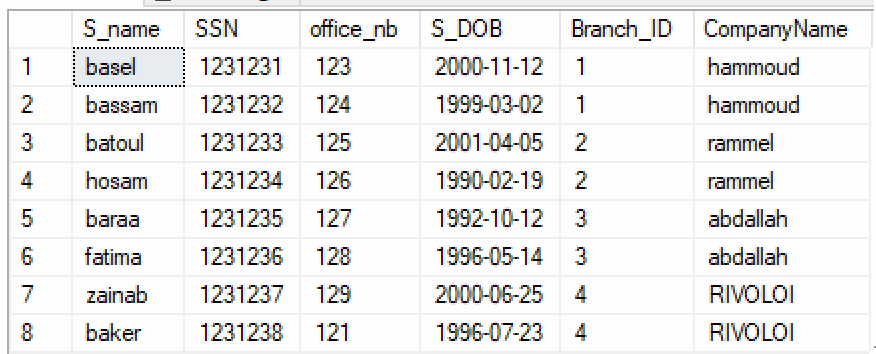 S_name SSN office_nb S_DOB Branch_ID CompanyName
1 basel 1231231 123 2000-11-12 1 hammoud
2 bassam 1231232 124 1999-03-02 1 hammoud
3 batoul 1231233 125 2001-04-05 2 rammel
4 hosam 1231234 126 1990-02-19 2 rammel
5 baraa 1231235 127 1992-10-12 3 abdallah
6 fatima 1231236 128 1996-05-14 3 abdallah
7 zainab 1231237 129 2000-06-25 4 RIVOLOI
8 baker 1231238 121 1996-07-23 4 RIVOLOI